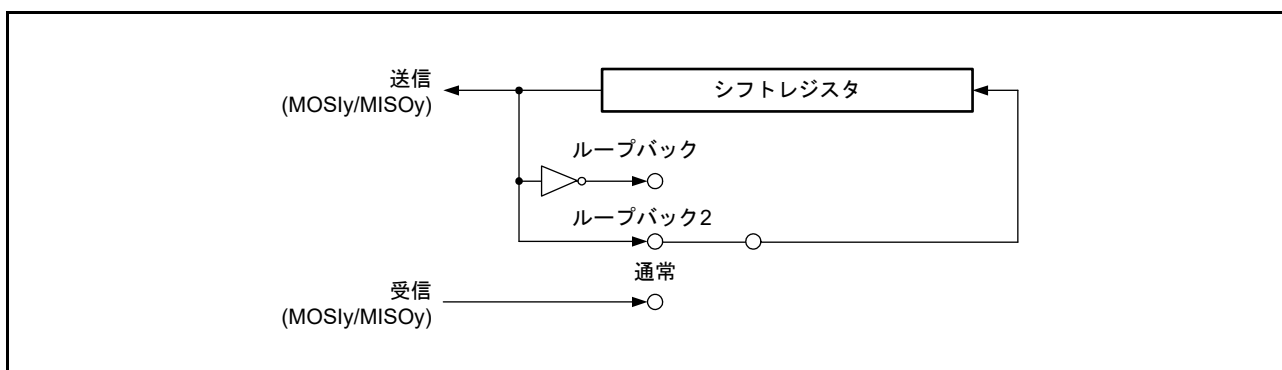 送信
(MOSIy/MISOy)
シフトレジスタ
ループバック
ループバック2
通常
受信
(MOSIy/MISOy)